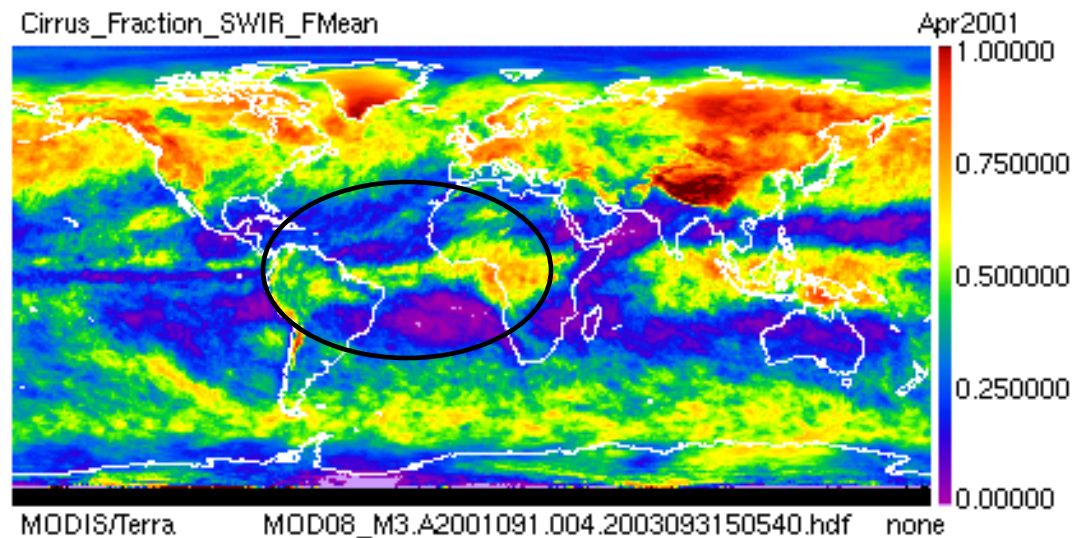 Cirrus_Fraction_SWIR_FMean
Apr2001
1.00000
0.750000
0.500000
0.250000
0.00000
MODIS/Terra MOD08_M3.A2001091.004.2003093150540.hdf none